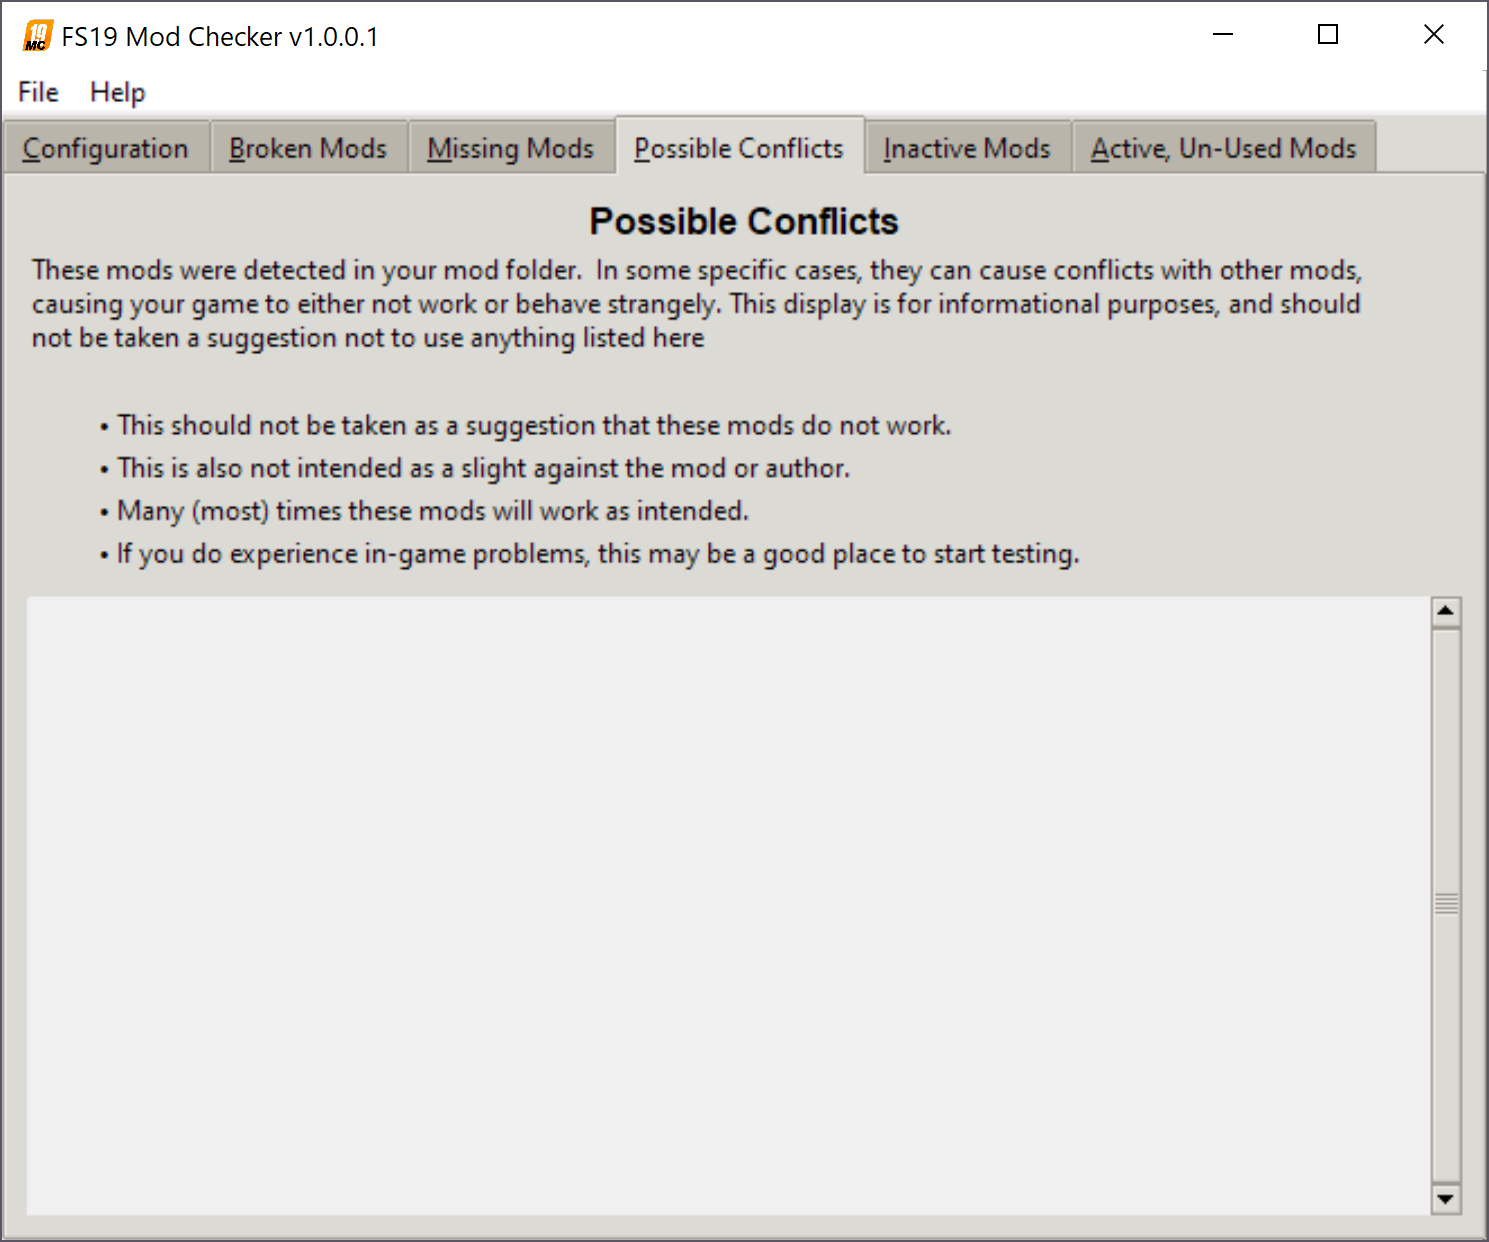 19
MC
FS19 Mod Checker v1.0.0.1
File Help
Configuration Broken Mods Missing Mods Possible Conflicts Inactive Mods Active, Un-Used Mods
Possible Conflicts
These mods were detected in your mod folder.  In some specific cases, they can cause conflicts with other mods,
causing your game to either not work or behave strangely. This display is for informational purposes, and should
not be taken a suggestion not to use anything listed here
• This should not be taken as a suggestion that these mods do not work.
• This is also not intended as a slight against the mod or author.
• Many (most) times these mods will work as intended.
• If you do experience in-game problems, this may be a good place to start testing.